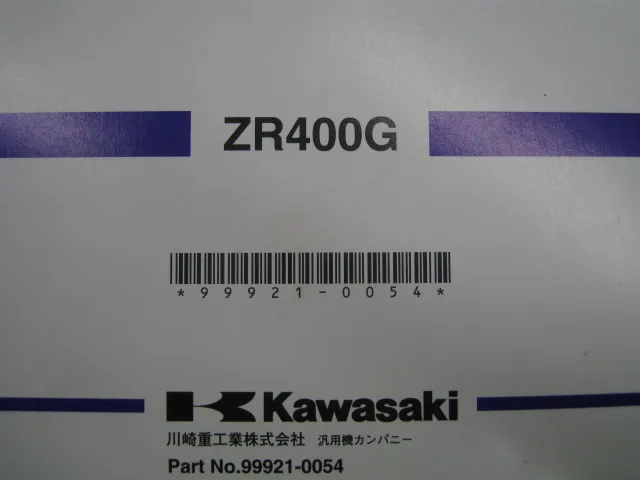 ZR400G
*99921-0054*
Kawasaki
川崎重工業株式会社 汎用機カンパニー
Part No.99921-0054